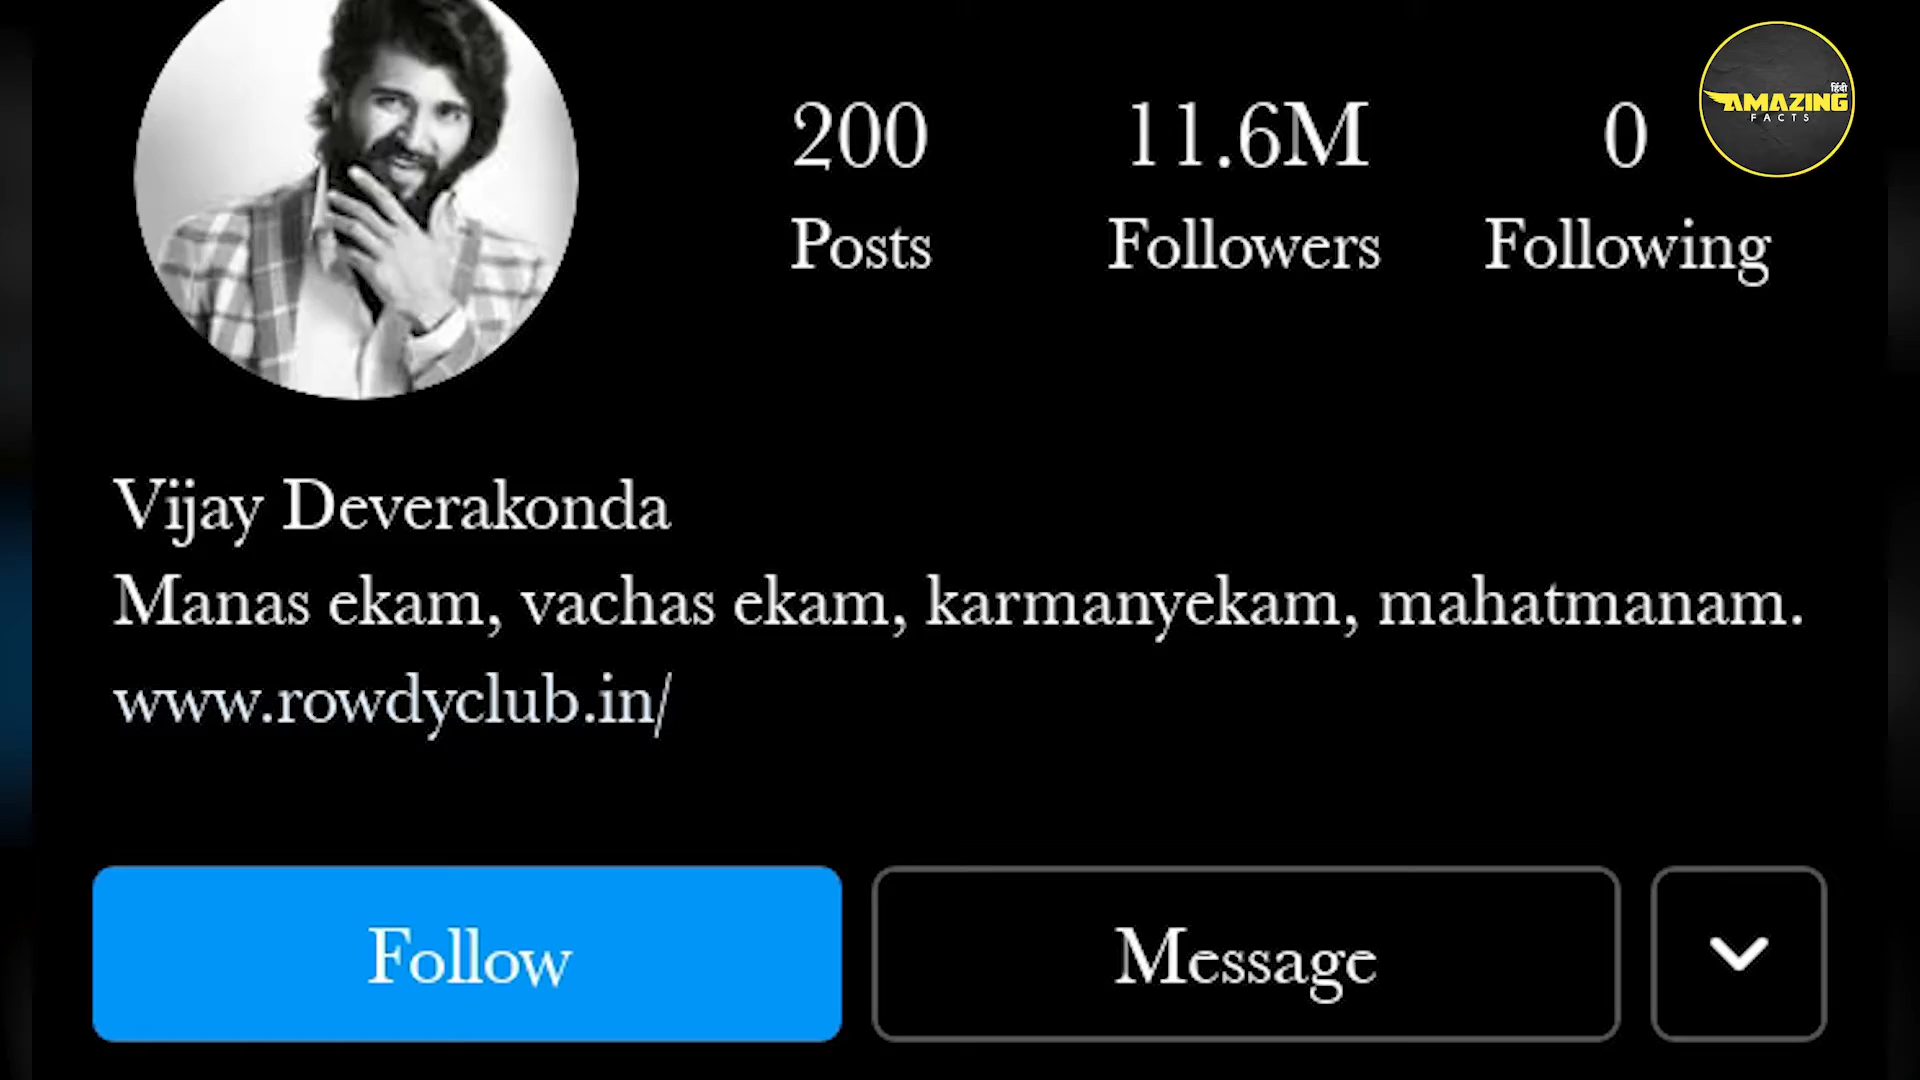 200 11.6M 0
Posts Followers Following
हिंदी
AMAZING
FACTS
Vijay Deverakonda
Manas ekam, vachas ekam, karmanyekam, mahatmanam.
www.rowdyclub.in/
Follow Message